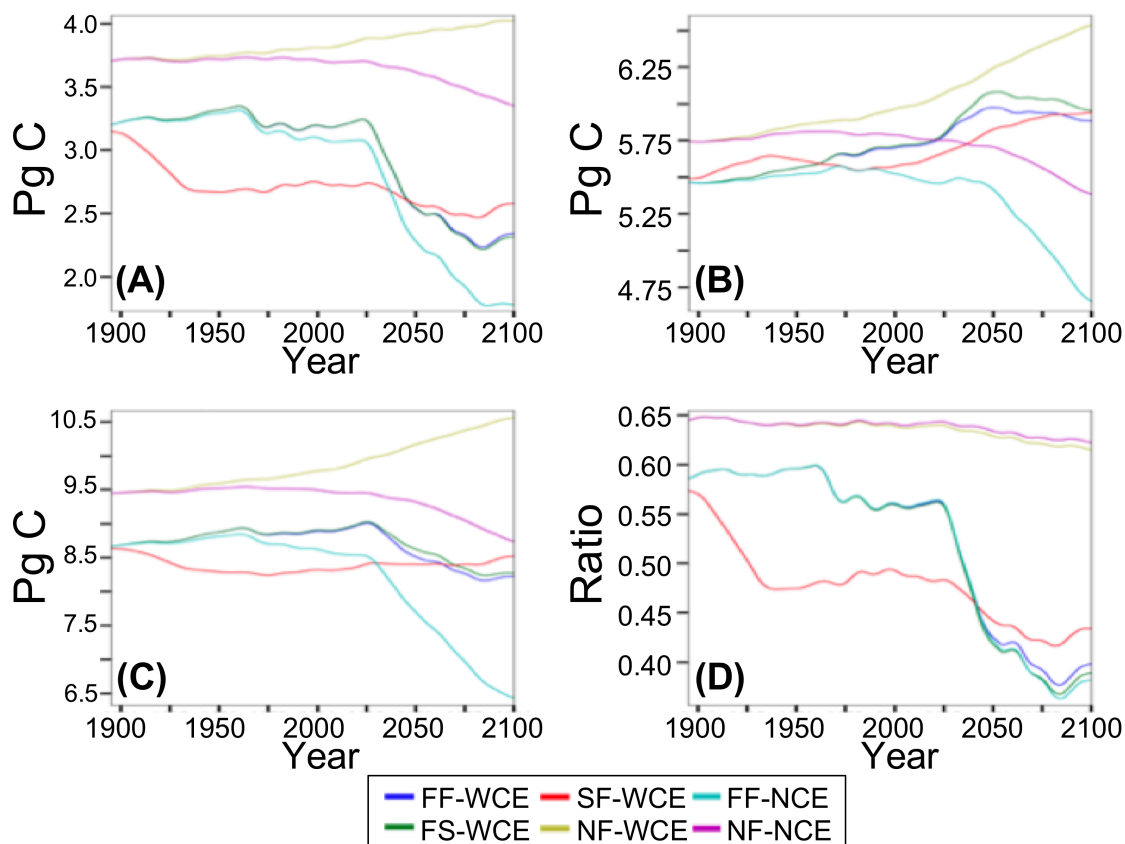 4.0
3.5
3.0
2.5
2.0
Pg C
(A)
1900 1950 2000 2050 2100
Year
6.25
5.75
5.25
4.75
Pg C
(B)
1900 1950 2000 2050 2100
Year
10.5
9.5
8.5
7.5
6.5
Pg C
(C)
1900 1950 2000 2050 2100
Year
0.65
0.60
0.55
0.50
0.45
0.40
Ratio
(D)
1900 1950 2000 2050 2100
Year
FF-WCE SF-WCE FF-NCE
FS-WCE NF-WCE NF-NCE